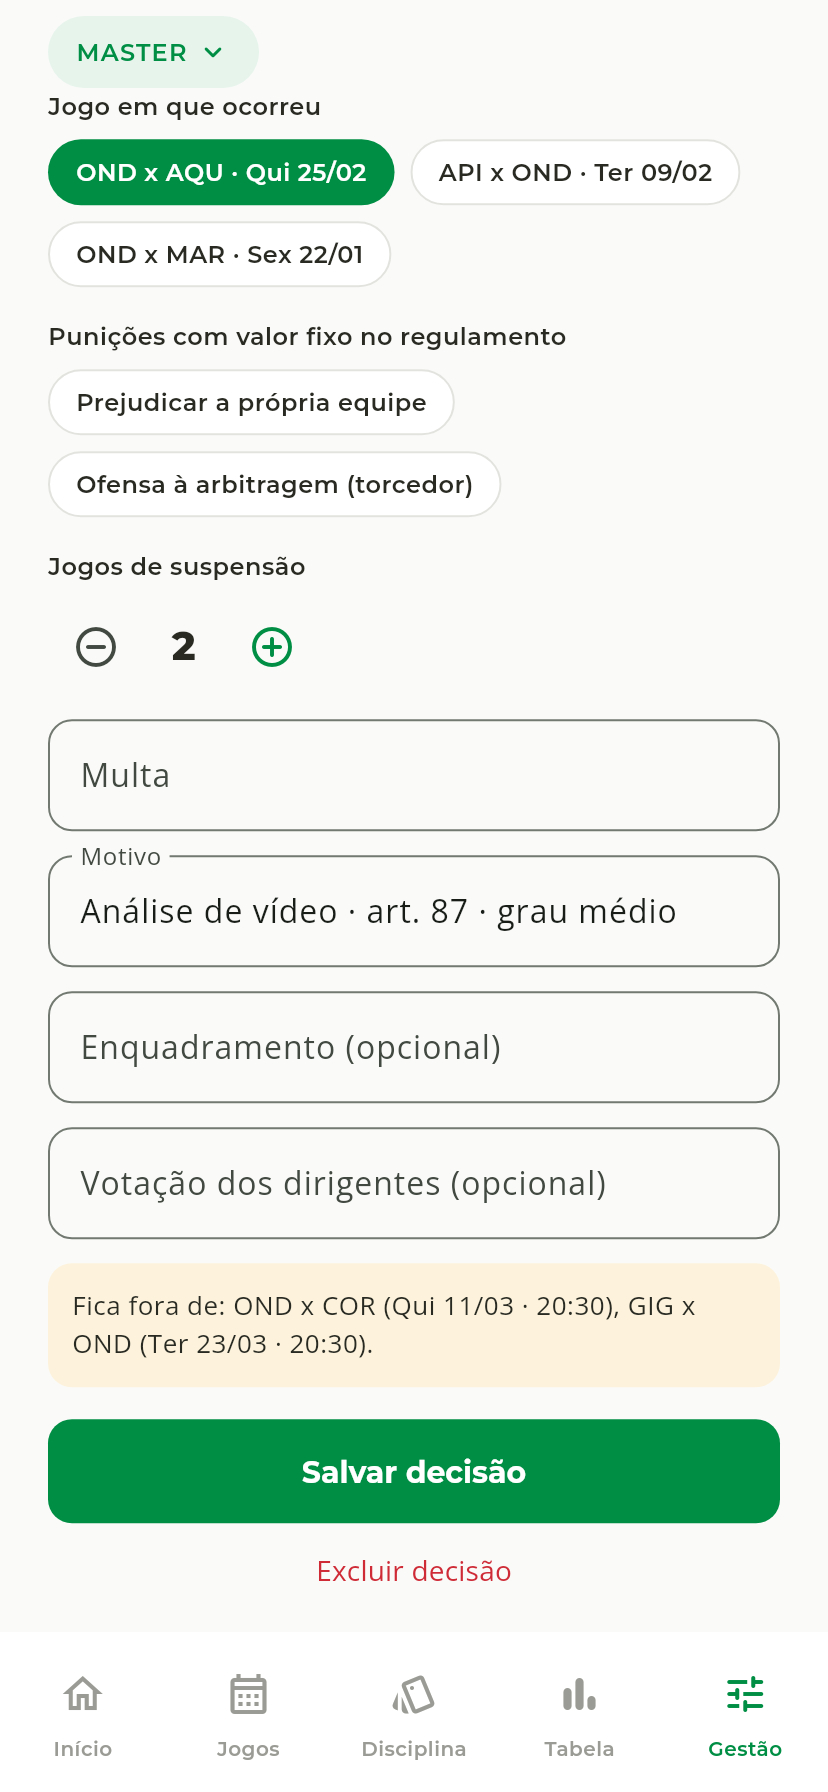 MASTER
Jogo em que ocorreu
OND x AQU · Qui 25/02
API x OND · Ter 09/02
OND x MAR · Sex 22/01
Punições com valor fixo no regulamento
Prejudicar a própria equipe
Ofensa à arbitragem (torcedor)
Jogos de suspensão
2
Multa
Motivo
Análise de vídeo · art. 87 · grau médio
Enquadramento (opcional)
Votação dos dirigentes (opcional)
Fica fora de: OND x COR (Qui 11/03 · 20:30), GIG x
OND (Ter 23/03 · 20:30).
Salvar decisão
Excluir decisão
Início
Jogos
Disciplina
Tabela
Gestão